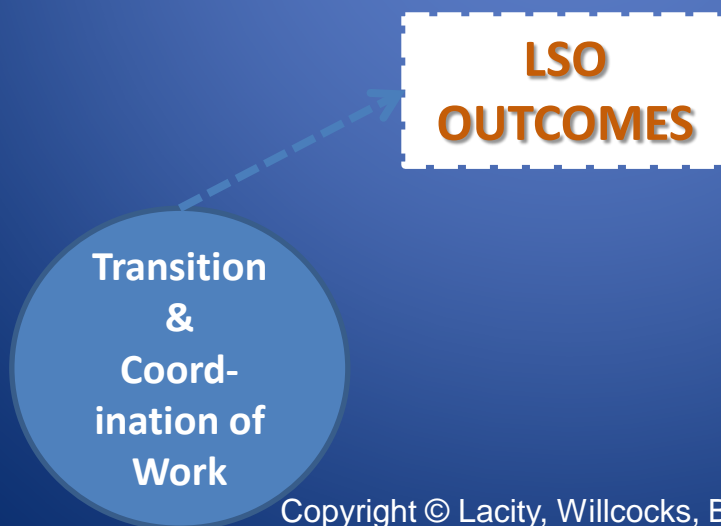 LSO
OUTCOMES
Transition
&
Coord-
ination of
Work
Copyright © Lacity, Willcocks,